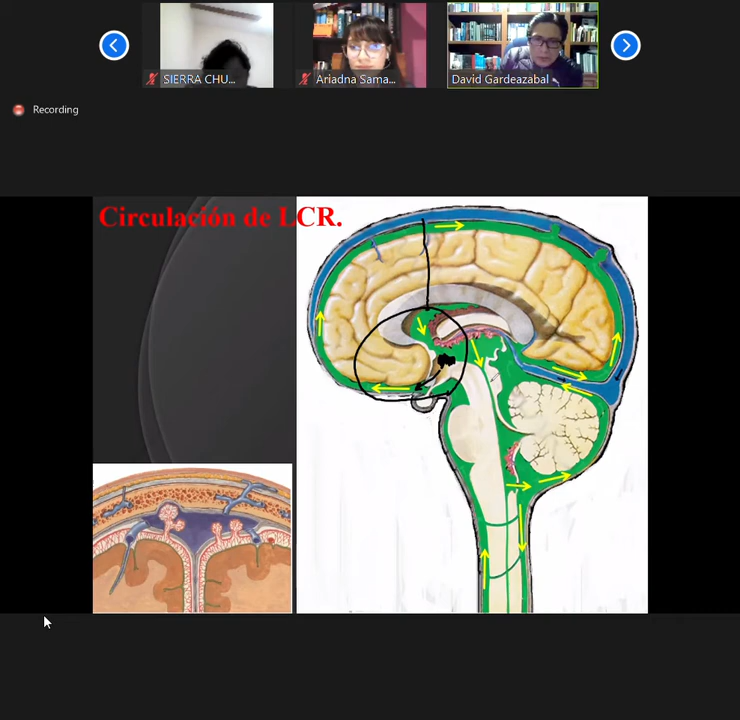 SIERRA CHU...
Ariadna Sama...
David Gardeazabal
Recording
Circulación de LCR.